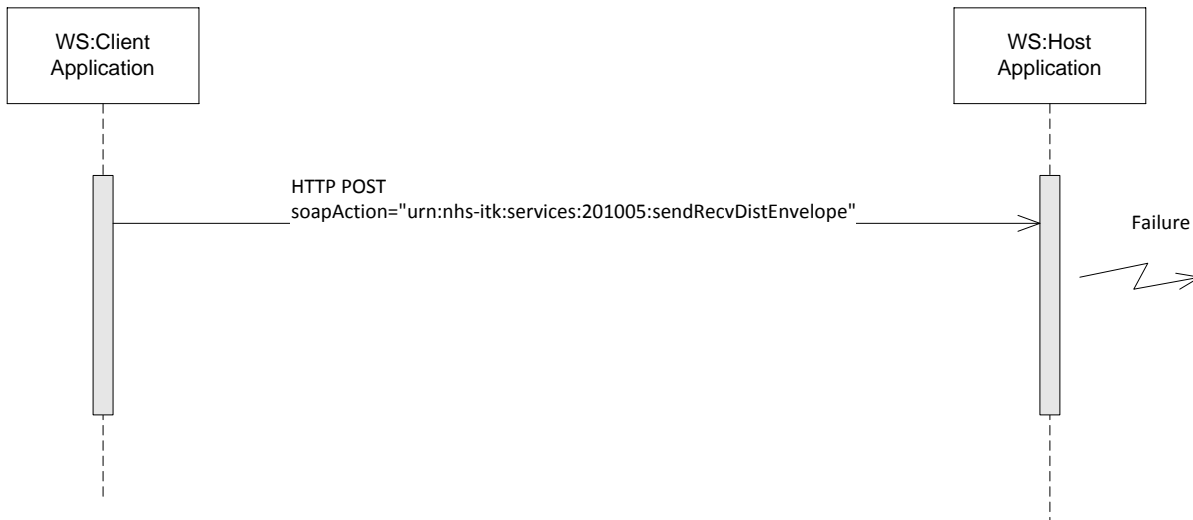 WS:Client
Application
WS:Host
Application
HTTP POST
soapAction="urn:nhs-itk:services:201005:sendRecvDistEnvelope"
Failure